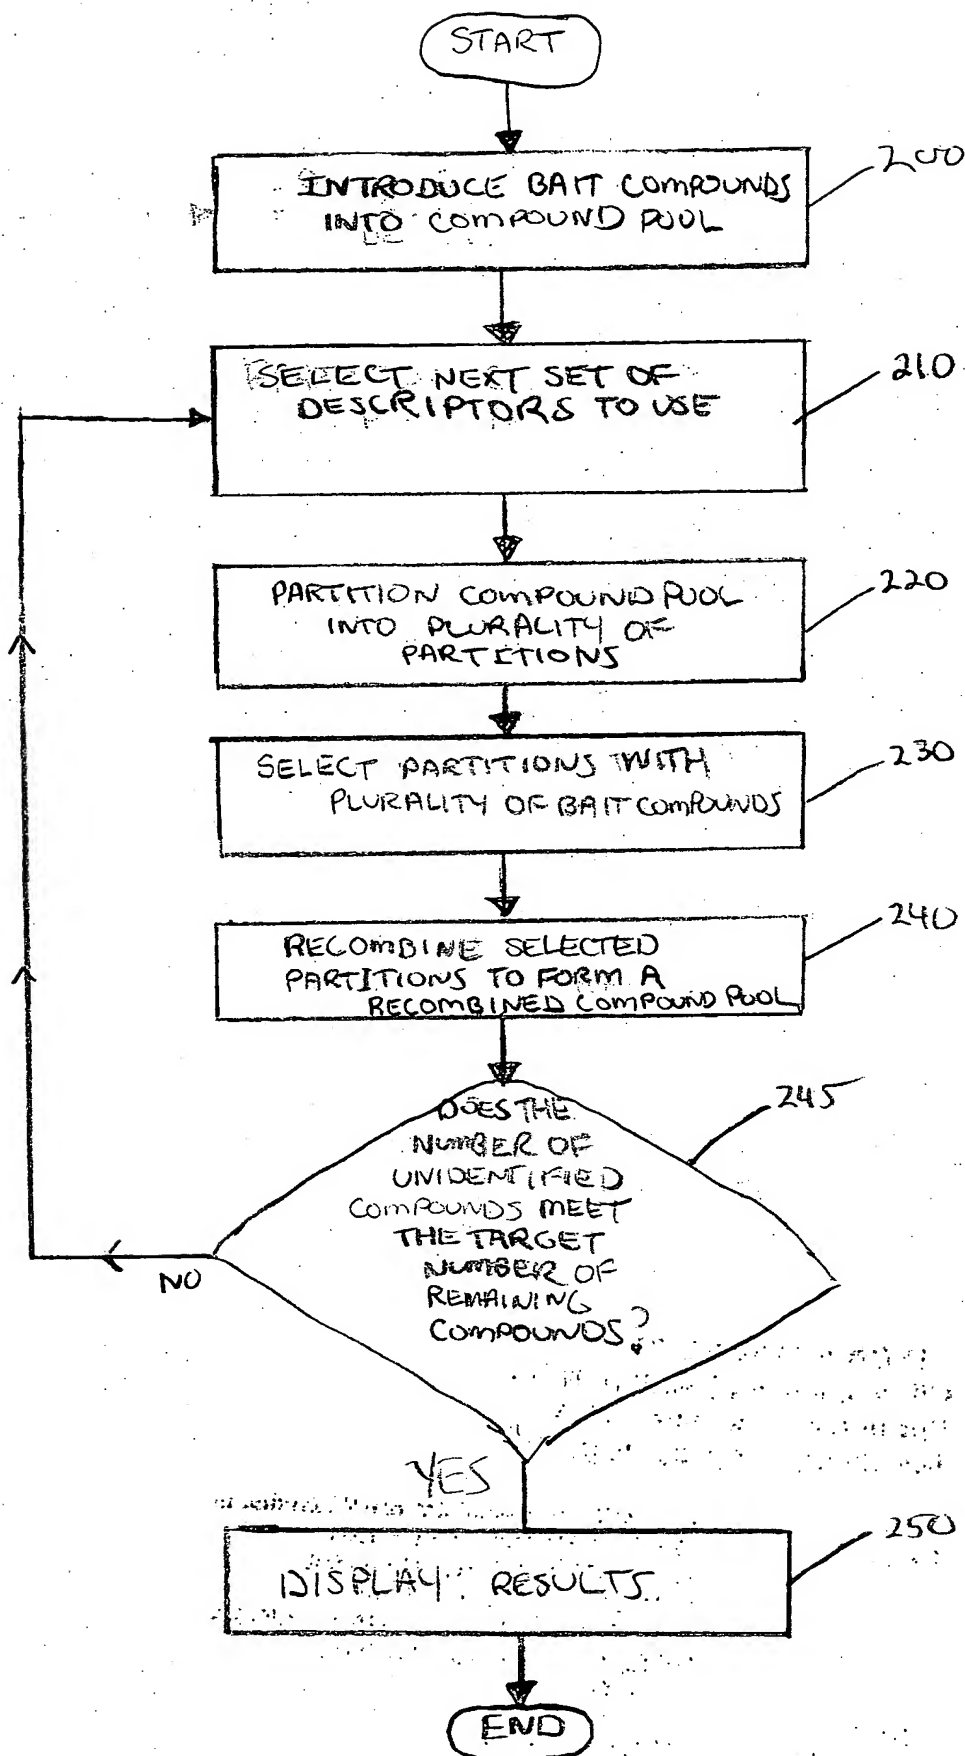 START
INTRODUCE BAIT COMPOUNDS
INTO COMPOUND POOL
200
SELECT NEXT SET OF
DESCRIPTORS TO USE
210
PARTITION COMPOUND POOL
INTO PLURALITY OF
PARTITIONS
220
SELECT PARTITIONS WITH
PLURALITY OF BAIT COMPOUNDS
230
RECOMBINE SELECTED
PARTITIONS TO FORM A
RECOMBINED COMPOUND POOL
240
DOES THE
NUMBER OF
UNIDENTIFIED
COMPOUNDS MEET
THE TARGET
NUMBER OF
REMAINING
COMPOUNDS?
245
NO
YES
DISPLAY RESULTS
250
END